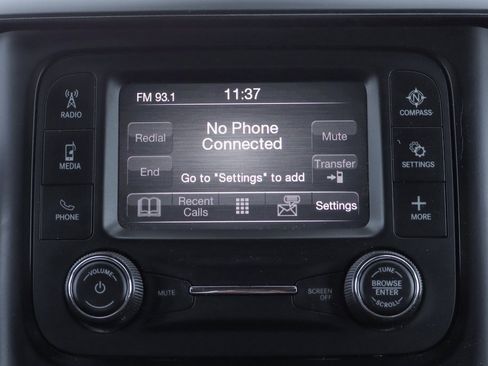 FM 93.1 11:37
RADIO
COMPASS
No Phone
Connected
Redial
Mute
MEDIA
SETTINGS
End
Transfer
Go to "Settings" to add
Recent
Calls
Settings
PHONE
MORE
VOLUME
MUTE
SCREEN
OFF
TUNE
BROWSE
ENTER
SCROLL